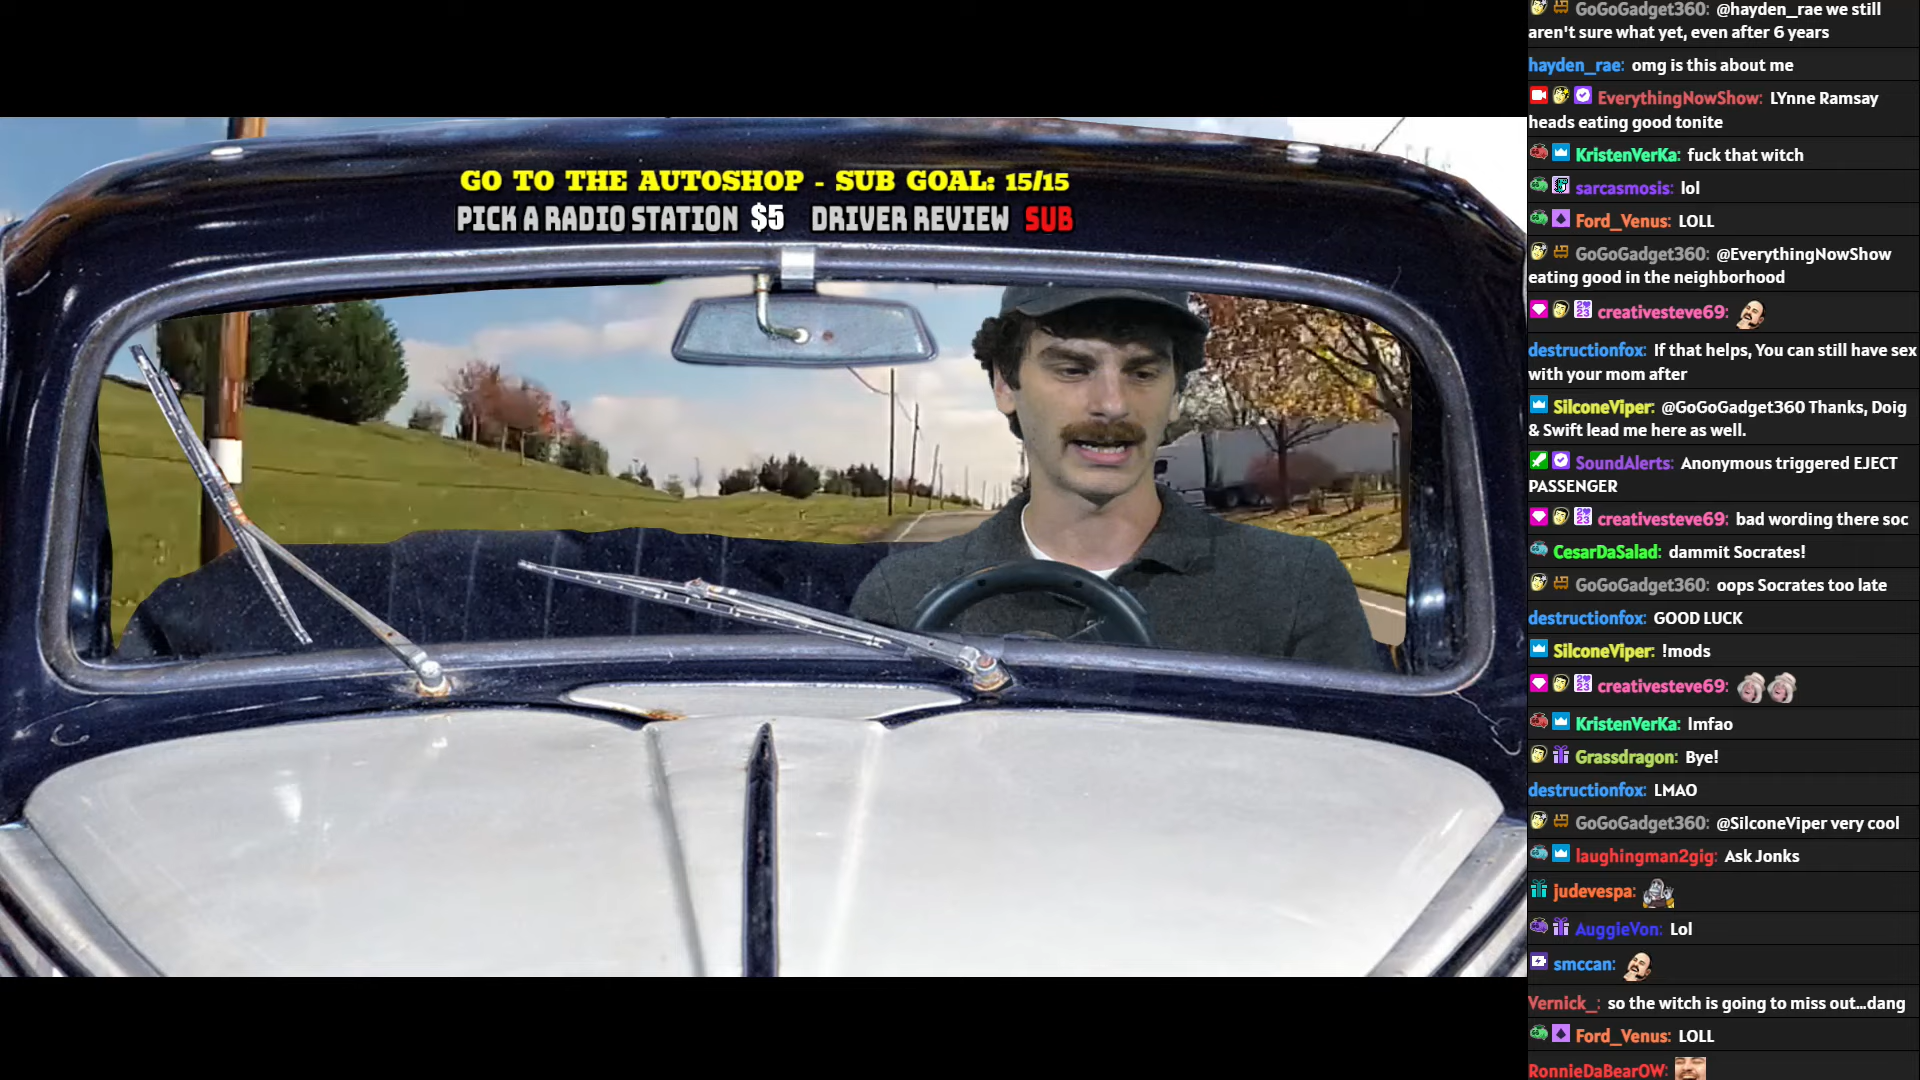 GO TO THE AUTOSHOP - SUB GOAL: 15/15
PICK A RADIO STATION $5 DRIVER REVIEW SUB
GoGoGadget360: @hayden_rae we still
aren't sure what yet, even after 6 years
hayden_rae: omg is this about me
EverythingNowShow: LYnne Ramsay
heads eating good tonite
KristenVerKa: fuck that witch
sarcasmosis: lol
Ford_Venus: LOLL
GoGoGadget360: @EverythingNowShow
eating good in the neighborhood
creativesteve69:
destructionfox: If that helps, You can still have sex
with your mom after
SilconeViper: @GoGoGadget360 Thanks, Doig
& Swift lead me here as well.
SoundAlerts: Anonymous triggered EJECT
PASSENGER
creativesteve69: bad wording there soc
CesarDaSalad: dammit Socrates!
GoGoGadget360: oops Socrates too late
destructionfox: GOOD LUCK
SilconeViper: !mods
creativesteve69:
KristenVerKa: lmfao
Grassdragon: Bye!
destructionfox: LMAO
GoGoGadget360: @SilconeViper very cool
laughingman2gig: Ask Jonks
judevespa:
AuggieVon: Lol
smccan:
Vernick_: so the witch is going to miss out...dang
Ford_Venus: LOLL
RonnieDaBearOW: